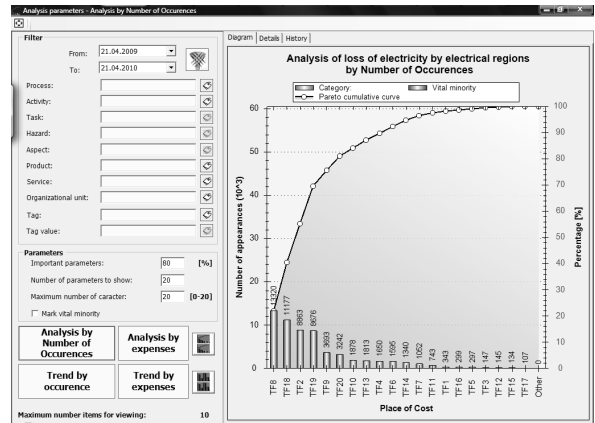 Analysis parameters - Analysis by Number of Occurences
Filter
From: 21.04.2009
To: 21.04.2010
Process:
Activity:
Task:
Hazard:
Aspect:
Product:
Service:
Organizational unit:
Tag:
Tag value:
Parameters
Important parameters: 80 [%]
Number of parameters to show: 20
Maximum number of caracter: 20 [0-20]
Mark vital minority
Analysis by Number of Occurences
Analysis by expenses
Trend by occurence
Trend by expenses
Maximum number items for viewing: 10
Diagram Details History
Analysis of loss of electricity by electrical regions
by Number of Occurences
Category: Vital minority
Pareto cumulative curve
Number of appearances (10^3)
60
50
40
30
20
10
0
13320 11177 8863 8676 3693 3242 1878 1813 1650 1595 1340 1052 743 343 299 297 147 145 134 107 0
TF8 TF18 TF2 TF19 TF9 TF20 TF10 TF13 TF4 TF6 TF14 TF7 TF11 TF1 TF16 TF5 TF3 TF12 TF15 TF17 Other
Place of Cost
100
90
80
70
60
50
40
30
20
10
0
Percentage [%]